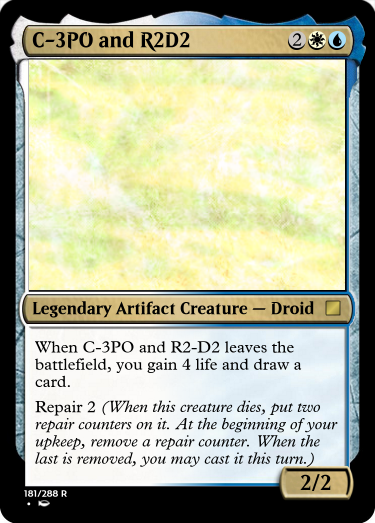 C-3PO and R2D2 2
Legendary Artifact Creature — Droid
When C-3PO and R2-D2 leaves the
battlefield, you gain 4 life and draw a
card.
Repair 2 (When this creature dies, put two
repair counters on it. At the beginning of your
upkeep, remove a repair counter. When the
last is removed, you may cast it this turn.)
2/2
181/288 R